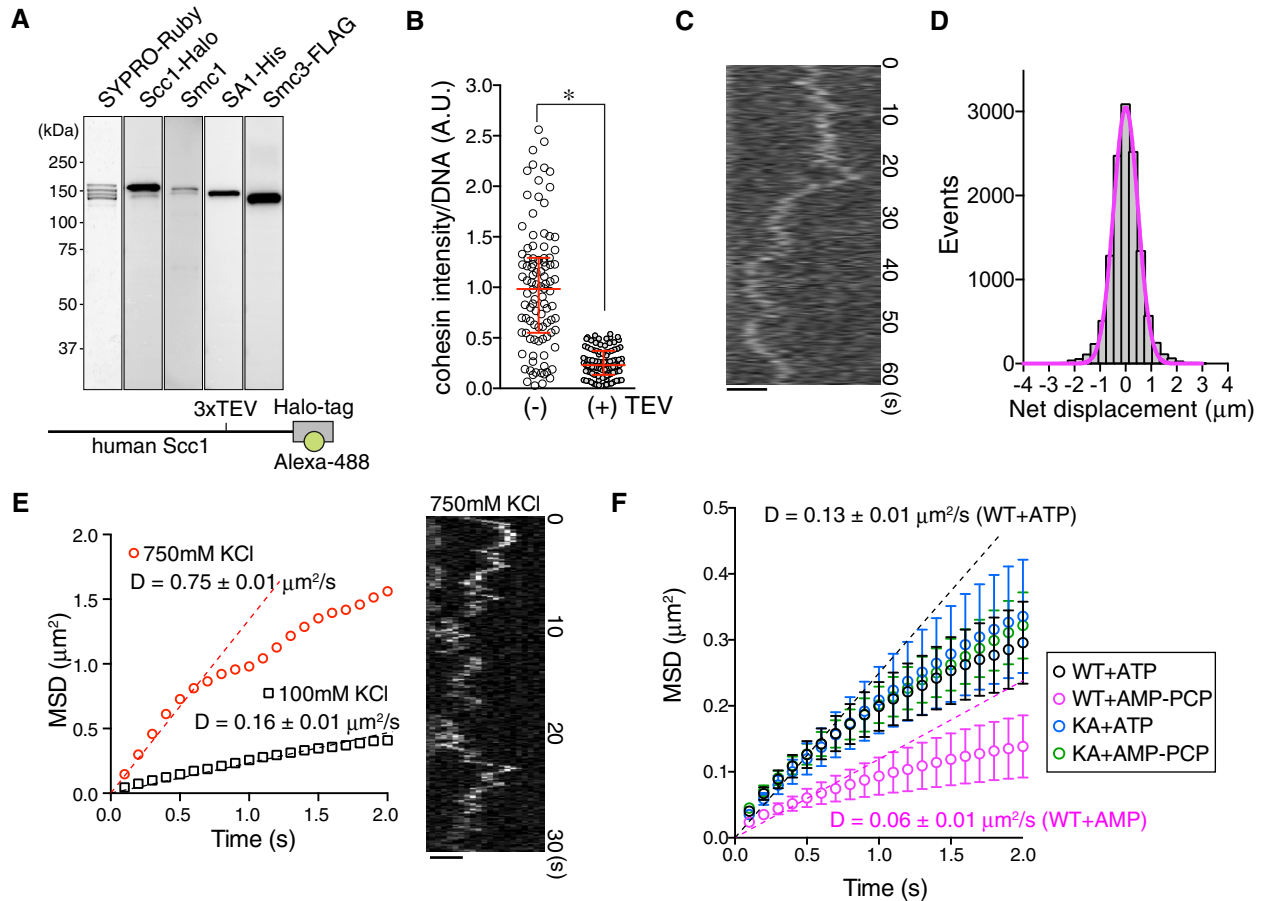 A
SYPRO-Ruby
Scc1-Halo
Smc1
SA1-His
Smc3-FLAG
(kDa)
250
150
100
75
50
37
3xTEV
Halo-tag
human Scc1
Alexa-488
B
cohesin intensity/DNA (A.U.)
3.0
2.5
2.0
1.5
1.0
0.5
0.0
*
(-)
(+) TEV
C
0
10
20
30
40
50
60 (s)
D
Events
3000
2000
1000
0
-4 -3 -2 -1 0 1 2 3 4
Net displacement (μm)
E
MSD (μm²)
2.0
1.5
1.0
0.5
0.0
750mM KCl
D = 0.75 ± 0.01 μm²/s
100mM KCl
D = 0.16 ± 0.01 μm²/s
0.0 0.5 1.0 1.5 2.0
Time (s)
750mM KCl
0
10
20
30(s)
F
MSD (μm²)
0.5
0.4
0.3
0.2
0.1
0.0
D = 0.13 ± 0.01 μm²/s (WT+ATP)
D = 0.06 ± 0.01 μm²/s (WT+AMP)
0.0 0.5 1.0 1.5 2.0
Time (s)
WT+ATP
WT+AMP-PCP
KA+ATP
KA+AMP-PCP